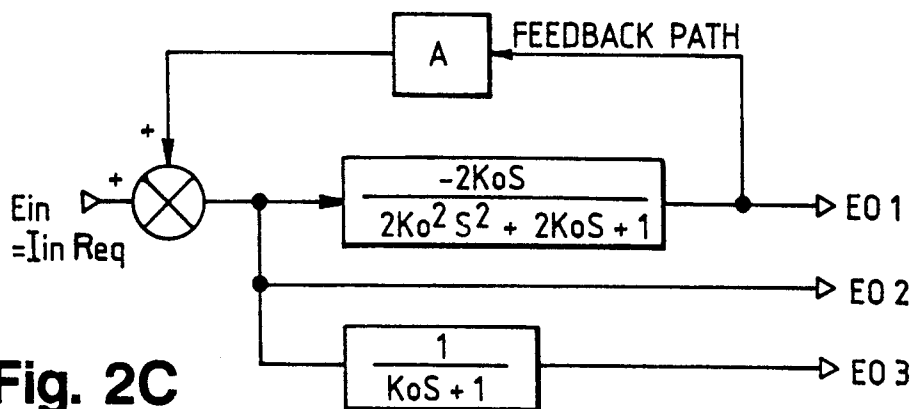 A
FEEDBACK PATH
+
+
Ein
=Iin Req
-2KoS
2Ko² S² + 2KoS + 1
EO 1
EO 2
1
KoS + 1
EO 3
Fig. 2C